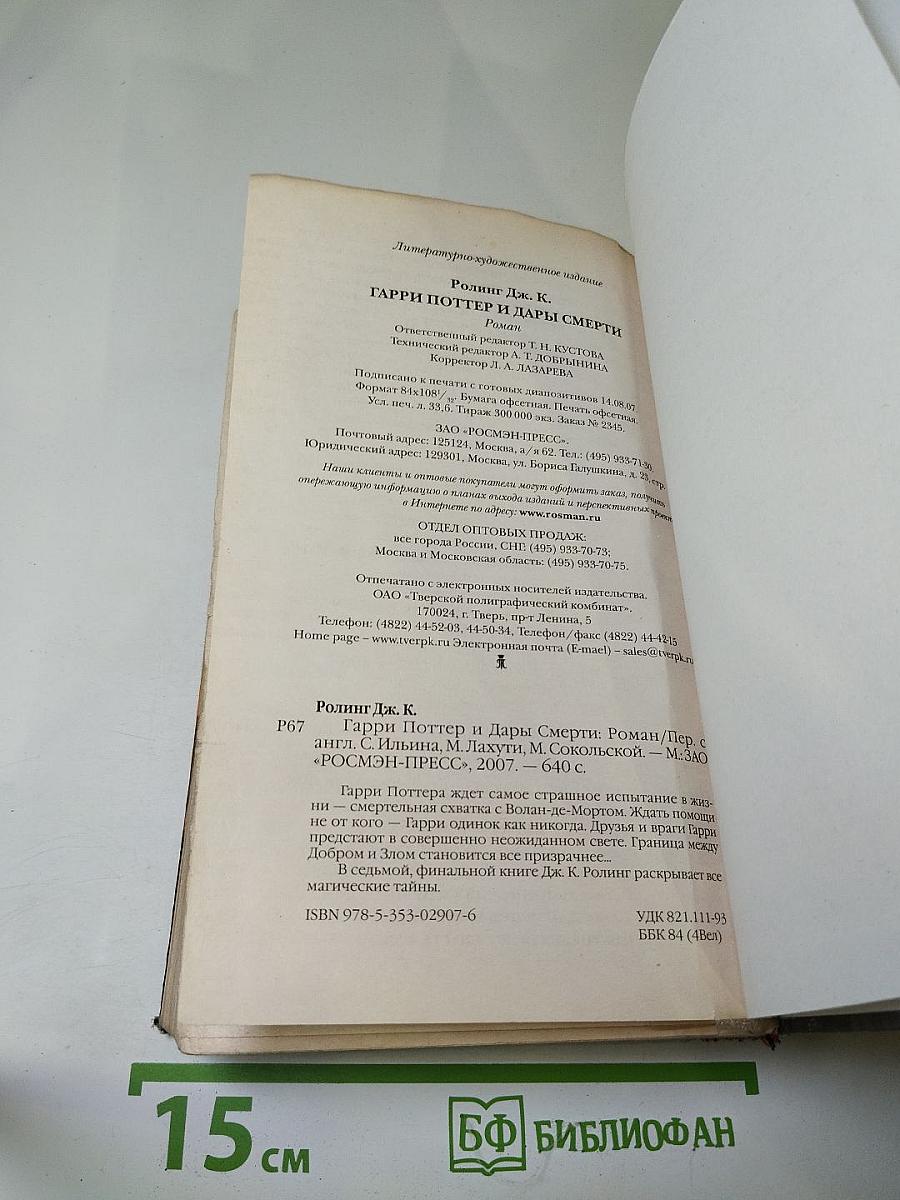 Литературно-художественное издание
Ролинг Дж. К.
ГАРРИ ПОТТЕР И ДАРЫ СМЕРТИ
Роман
Ответственный редактор Т. Н. КУСТОВА
Технический редактор А. Т. ДОБРЫНИНА
Корректор Л. А. ЛАЗАРЕВА
Подписано к печати с готовых диапозитивов 14.08.07.
Формат 84х108¹/₃₂. Бумага офсетная. Печать офсетная.
Усл. печ. л. 33,6. Тираж 300 000 экз. Заказ № 2345.
ЗАО «РОСМЭН-ПРЕСС».
Почтовый адрес: 125124, Москва, а/я 62. Тел.: (495) 933-71-30.
Юридический адрес: 129301, Москва, ул. Бориса Галушкина, д. 23, стр.
Наши клиенты и оптовые покупатели могут оформить заказ, получить
опережающую информацию о планах выхода изданий и перспективных
в Интернете по адресу: www.rosman.ru
ОТДЕЛ ОПТОВЫХ ПРОДАЖ:
все города России, СНГ: (495) 933-70-73;
Москва и Московская область: (495) 933-70-75.
Отпечатано с электронных носителей издательства.
ОАО «Тверской полиграфический комбинат».
170024, г. Тверь, пр-т Ленина, 5
Телефон: (4822) 44-52-03, 44-50-34, Телефон/факс (4822) 44-42-15
Home page – www.tverpk.ru Электронная почта (E-mael) – sales@tverpk.ru
Ролинг Дж. К.
Р67 Гарри Поттер и Дары Смерти: Роман/Пер. с
англ. С. Ильина, М. Лахути, М. Сокольской. — М.: ЗАО
«РОСМЭН-ПРЕСС», 2007. — 640 с.
Гарри Поттера ждет самое страшное испытание в жиз-
ни — смертельная схватка с Волан-де-Мортом. Ждать помощи
не от кого — Гарри одинок как никогда. Друзья и враги Гарри
предстают в совершенно неожиданном свете. Граница между
Добром и Злом становится все призрачнее...
В седьмой, финальной книге Дж. К. Ролинг раскрывает все
магические тайны.
ISBN 978-5-353-02907-6
УДК 821.111-93
ББК 84 (4Вел)
15 см
БФ БИБЛИОФАН